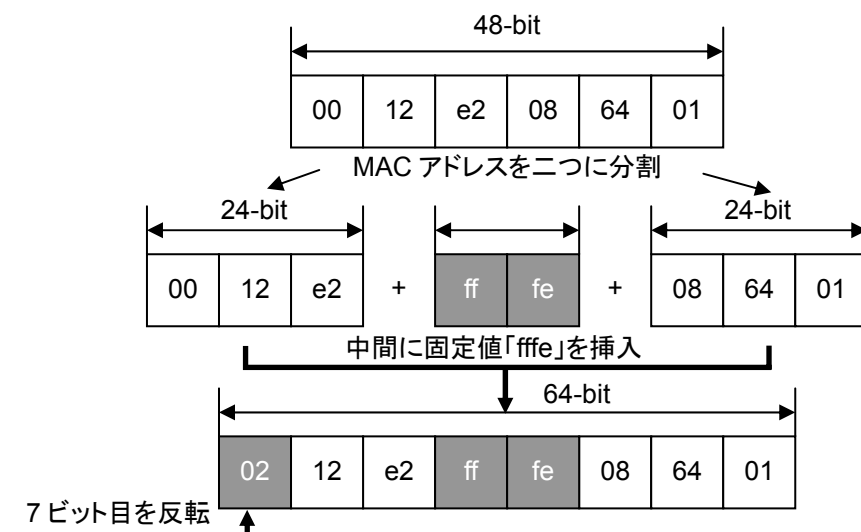 48-bit
00 12 e2 08 64 01
MAC アドレスを二つに分割
24-bit 24-bit
00 12 e2 + ff fe + 08 64 01
中間に固定値「fffe」を挿入
64-bit
02 12 e2 ff fe 08 64 01
7 ビット目を反転